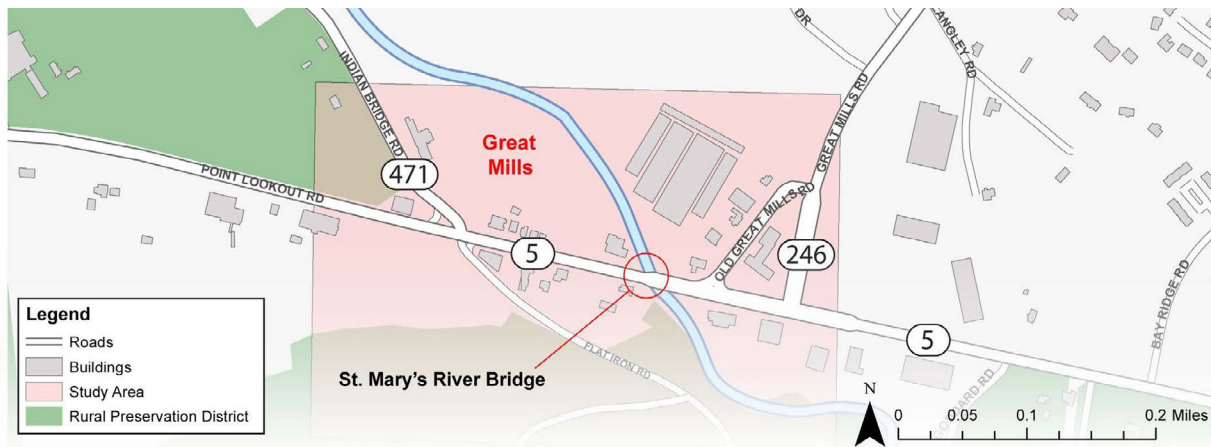 DR
LANGLEY RD
INDIAN BRIDGE RD
GREAT MILLS RD
Great
Mills
471
POINT LOOKOUT RD
OLD GREAT MILLS RD
5
246
BAY RIDGE RD
5
FLAT IRON RD
St. Mary's River Bridge
Legend
Roads
Buildings
Study Area
Rural Preservation District
N
0 0.05 0.1 0.2 Miles